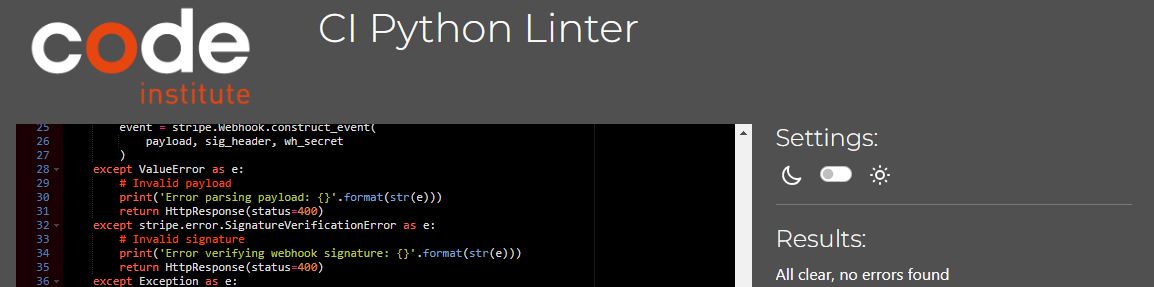 code
institute
CI Python Linter
25 event = stripe.Webhook.construct_event(
26 payload, sig_header, wh_secret
27 )
28 except ValueError as e:
29 # Invalid payload
30 print('Error parsing payload: {}'.format(str(e)))
31 return HttpResponse(status=400)
32 except stripe.error.SignatureVerificationError as e:
33 # Invalid signature
34 print('Error verifying webhook signature: {}'.format(str(e)))
35 return HttpResponse(status=400)
36 except Exception as e:
Settings:
Results:
All clear, no errors found